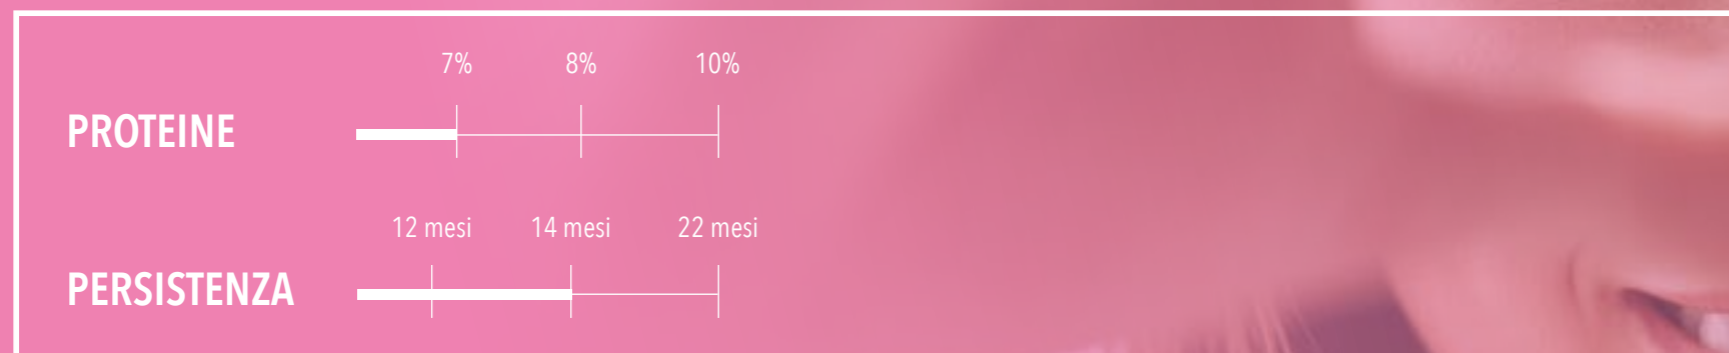 7% 8% 10%
PROTEINE
12 mesi 14 mesi 22 mesi
PERSISTENZA